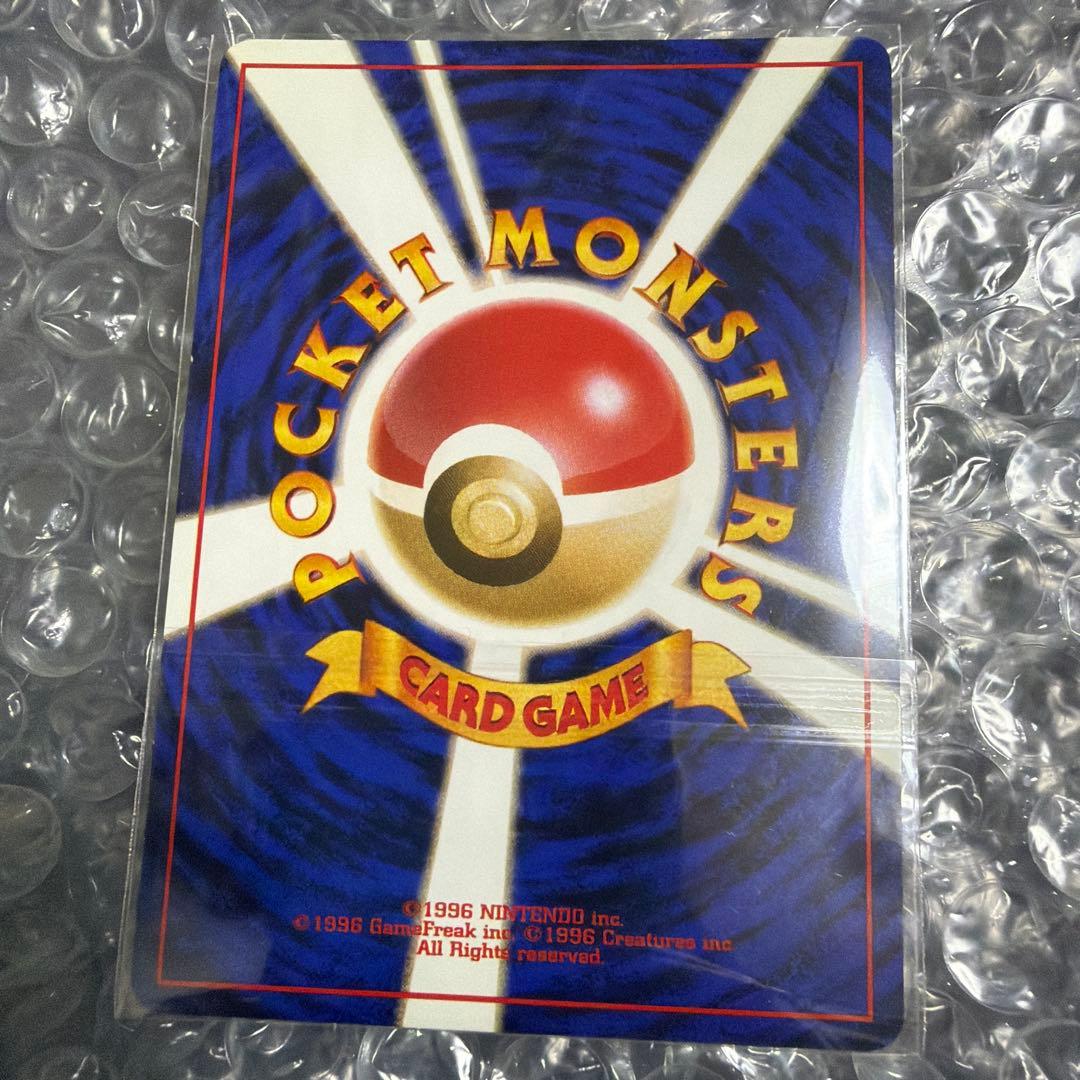 POCKET MONSTERS
CARD GAME
©1996 NINTENDO inc.
©1996 GameFreak inc. ©1996 Creatures inc.
All Rights reserved.